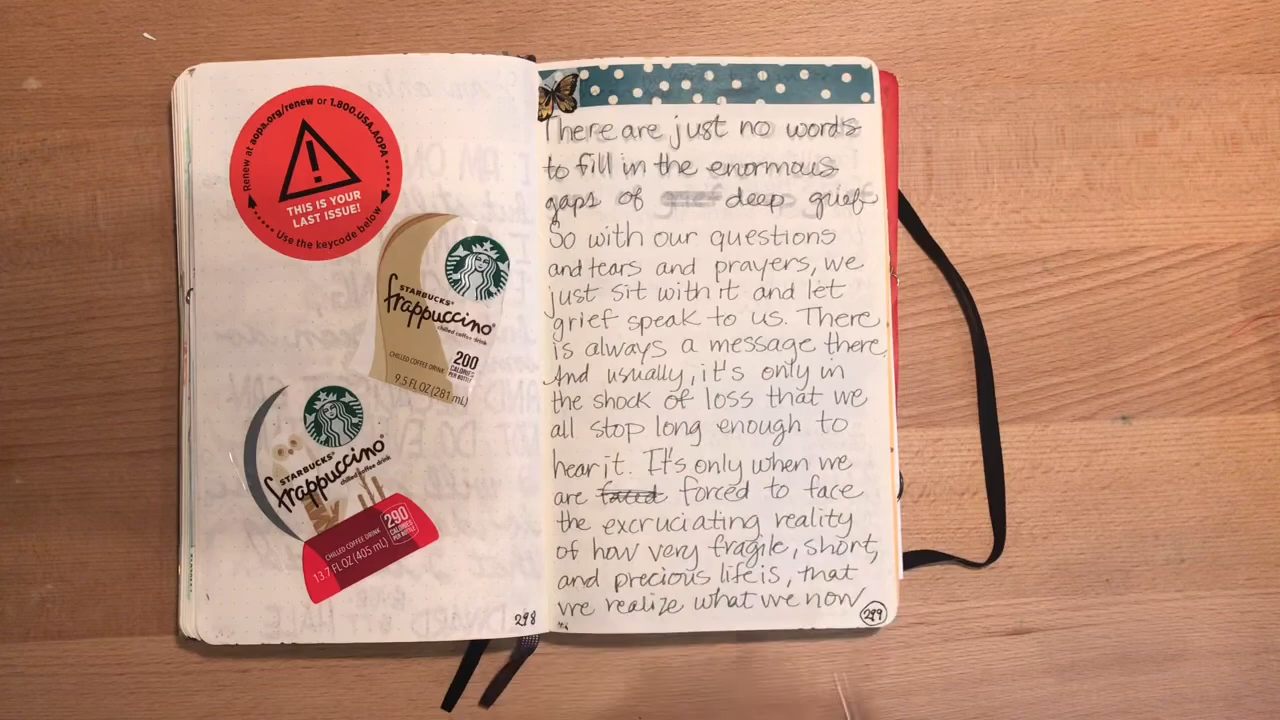 Renew at aopa.org/renew or 1.800.USA.AOPA
THIS IS YOUR
LAST ISSUE!
Use the keycode below
STARBUCKS
frappuccino
chilled coffee drink
CHILLED COFFEE DRINK
200
CALORIES
PER BOTTLE
9.5 FL OZ (281 mL)
STARBUCKS
frappuccino
chilled coffee drink
CHILLED COFFEE DRINK
290
CALORIES
PER BOTTLE
13.7 FL OZ (405 mL)
298
There are just no words
to fill in the enormous
gaps of deep grief
So with our questions
and tears and prayers, we
just sit with it and let
grief speak to us. There
is always a message there.
And usually, it's only in
the shock of loss that we
all stop long enough to
hear it. It's only when we
are faced forced to face
the excruciating reality
of how very fragile, short,
and precious life is, that
we realize what we now
299